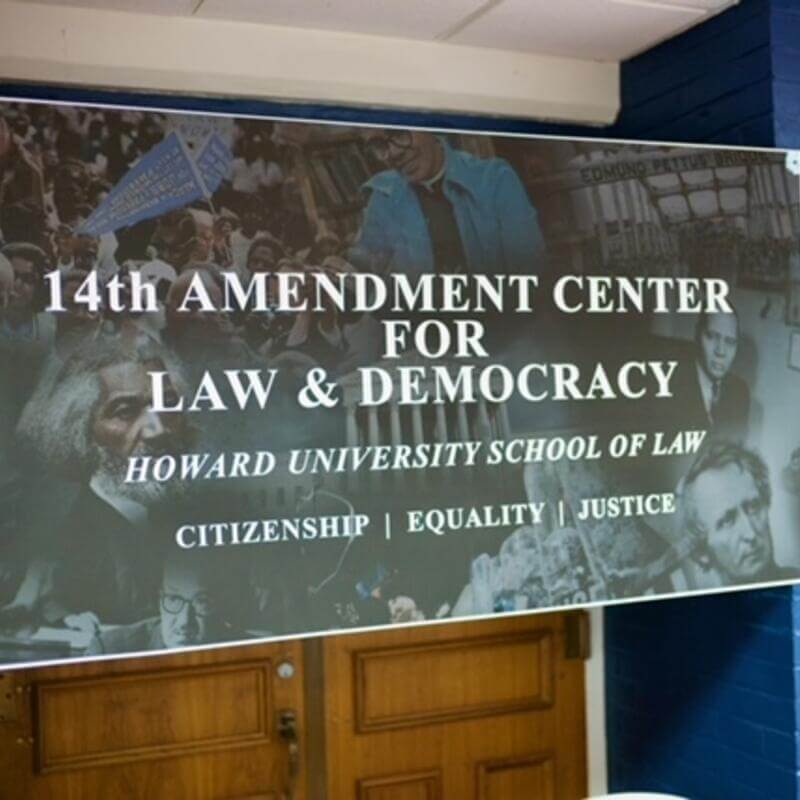 EDMUND PETTUS BRIDGE
14th AMENDMENT CENTER
FOR
LAW & DEMOCRACY
HOWARD UNIVERSITY SCHOOL OF LAW
CITIZENSHIP | EQUALITY | JUSTICE